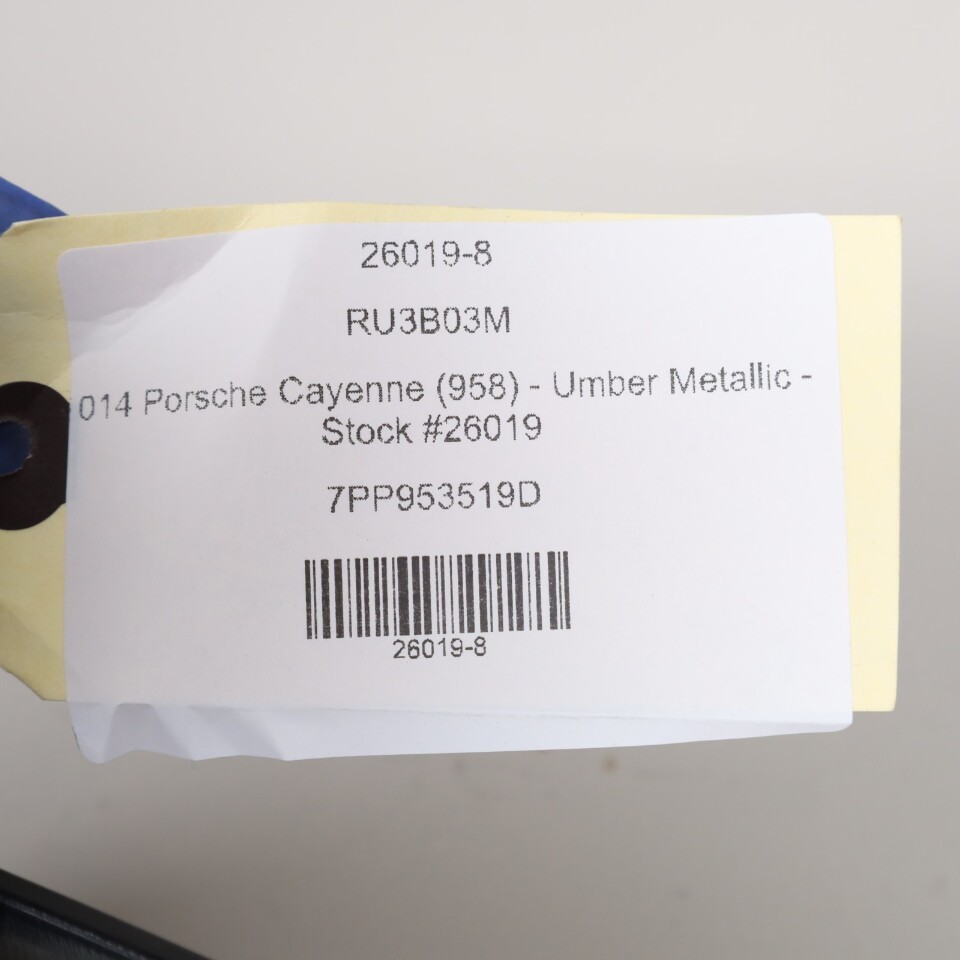 26019-8
RU3B03M
014 Porsche Cayenne (958) - Umber Metallic -
Stock #26019
7PP953519D
26019-8